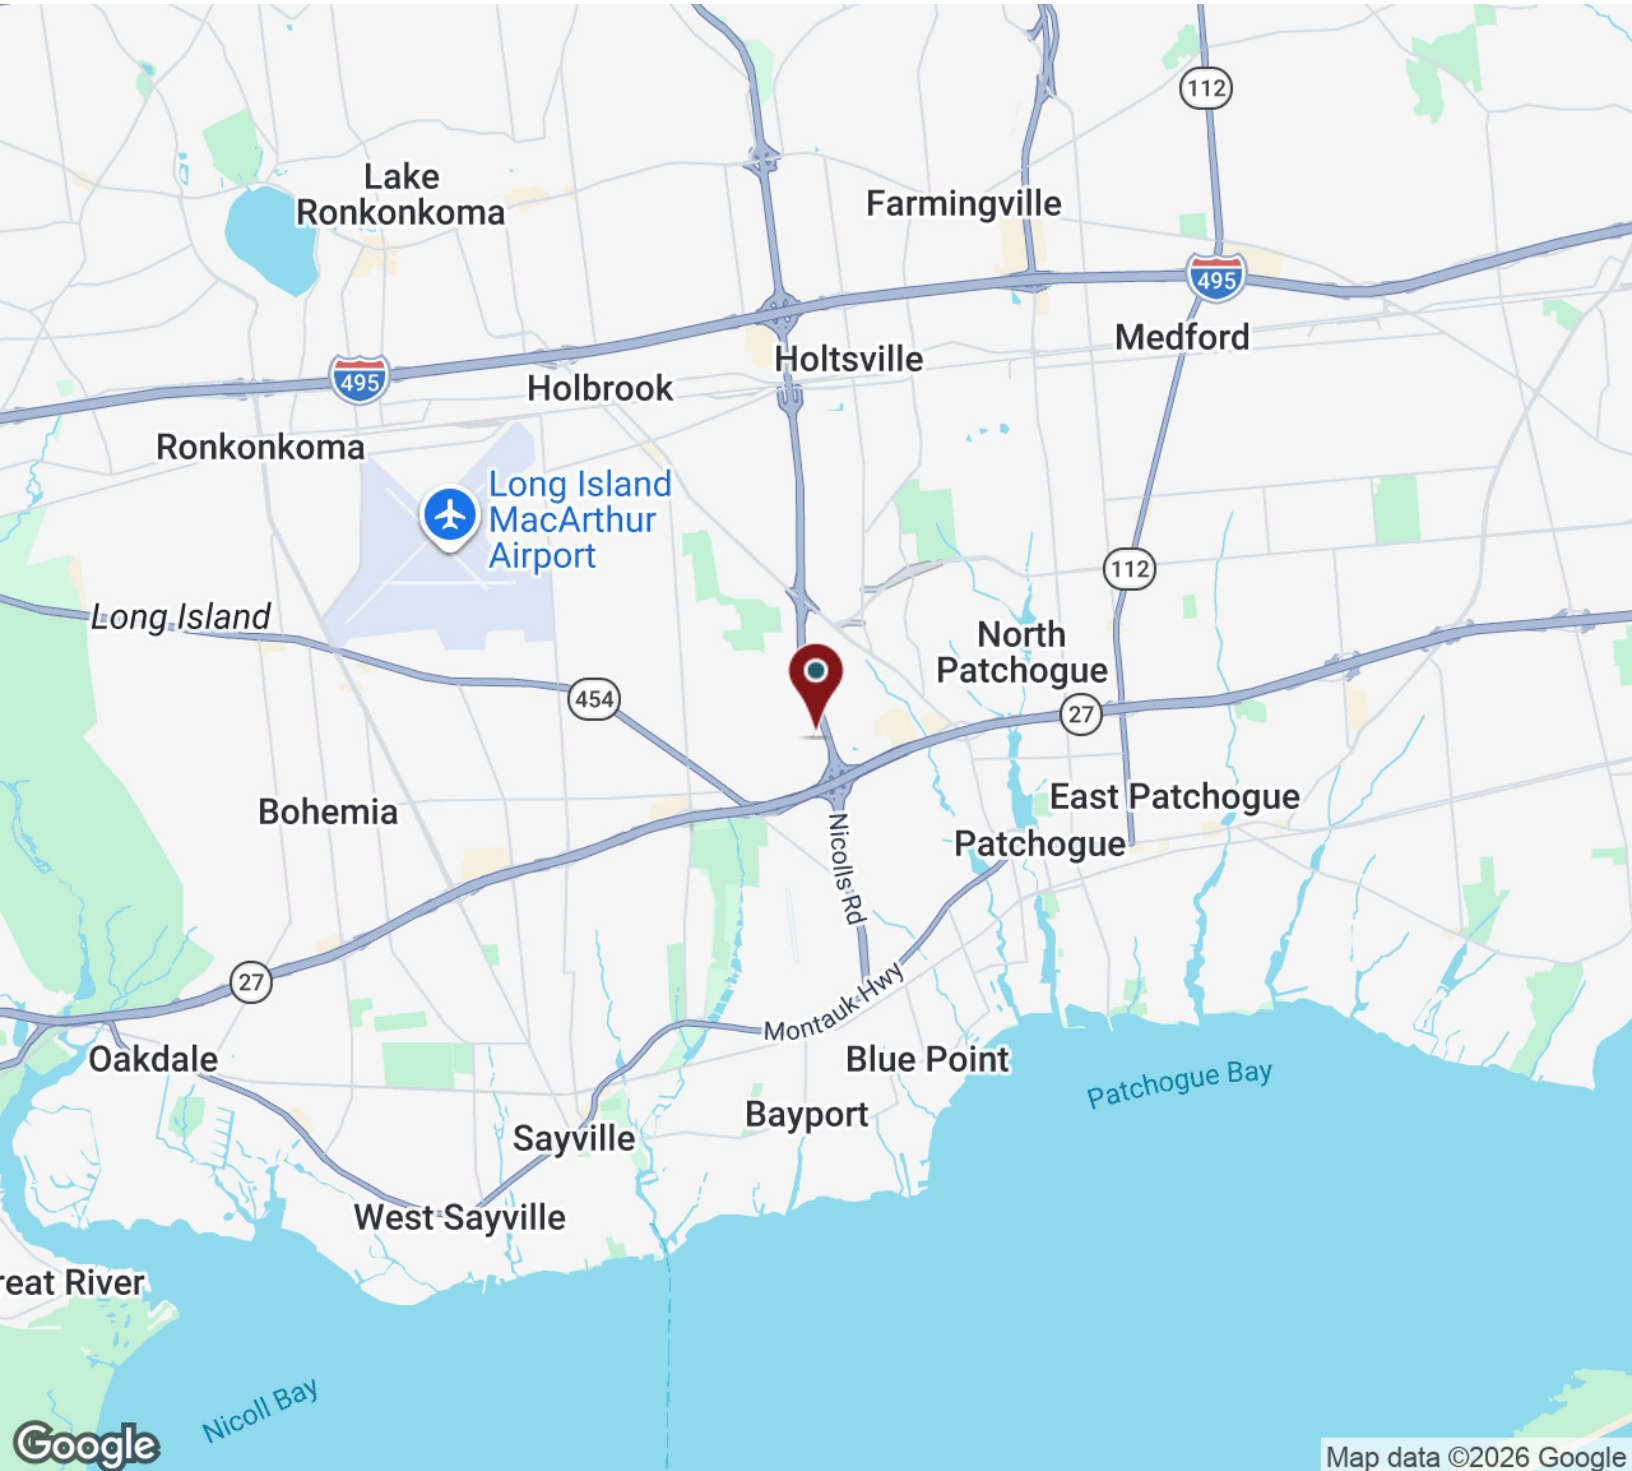 112
Lake
Ronkonkoma
Farmingville
495
Medford
Holtsville
495
Holbrook
Ronkonkoma
Long Island
MacArthur
Airport
112
Long Island
North
Patchogue
454
27
East Patchogue
Bohemia
Patchogue
Nicolls Rd
27
Montauk Hwy
Oakdale
Blue Point
Patchogue Bay
Bayport
Sayville
West Sayville
reat River
Nicoll Bay
Google
Map data ©2026 Google